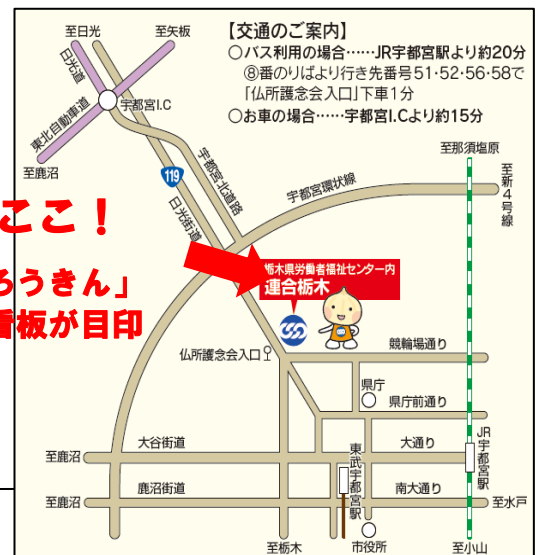 【交通のご案内】
○バス利用の場合……JR宇都宮駅より約20分
⑧番のりばより行き先番号51・52・56・58で
「仏所護念会入口」下車1分
○お車の場合……宇都宮I.Cより約15分
至日光
至矢板
日光道
宇都宮I.C
東北自動車道
至鹿沼
119
宇都宮北道路
日光街道
宇都宮環状線
至那須塩原
至新4号線
ここ！
ろうきん」
看板が目印
栃木県労働者福祉センター内
連合栃木
仏所護念会入口
競輪場通り
県庁
県庁前通り
大谷街道
大通り
至鹿沼
JR宇都宮駅
東武宇都宮駅
鹿沼街道
南大通り
至鹿沼
至水戸
至栃木
市役所
至小山